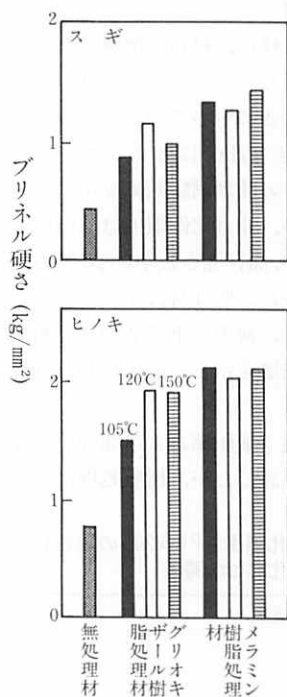 2
ス ギ
1
0
ブリネル硬さ (kg/mm²)
ヒノキ
2
120℃ 150℃
105℃
1
0
無処理材
グリオキ
ザール樹
脂処理材
メラミン
樹脂処理
材